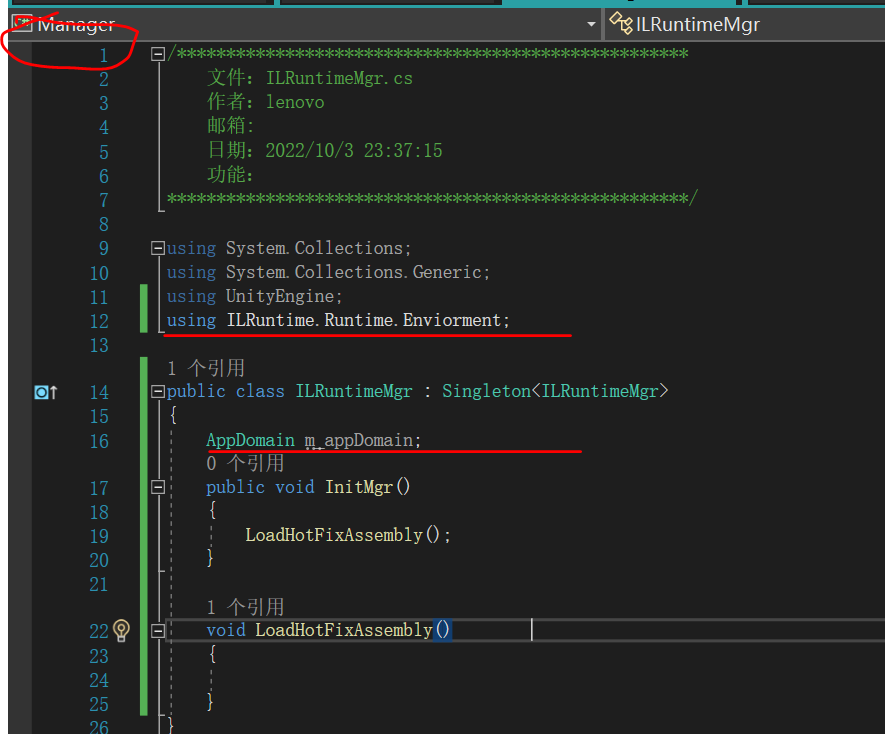 Manager ILRuntimeMgr
1 /****************************************************
2 文件：ILRuntimeMgr.cs
3 作者：lenovo
4 邮箱:
5 日期：2022/10/3 23:37:15
6 功能：
7 *****************************************************/
8
9 using System.Collections;
10 using System.Collections.Generic;
11 using UnityEngine;
12 using ILRuntime.Runtime.Enviorment;
13
1 个引用
14 public class ILRuntimeMgr : Singleton<ILRuntimeMgr>
15 {
16 AppDomain m_appDomain;
0 个引用
17 public void InitMgr()
18 {
19 LoadHotFixAssembly();
20 }
21
1 个引用
22 void LoadHotFixAssembly()
23 {
24
25 }
26 }